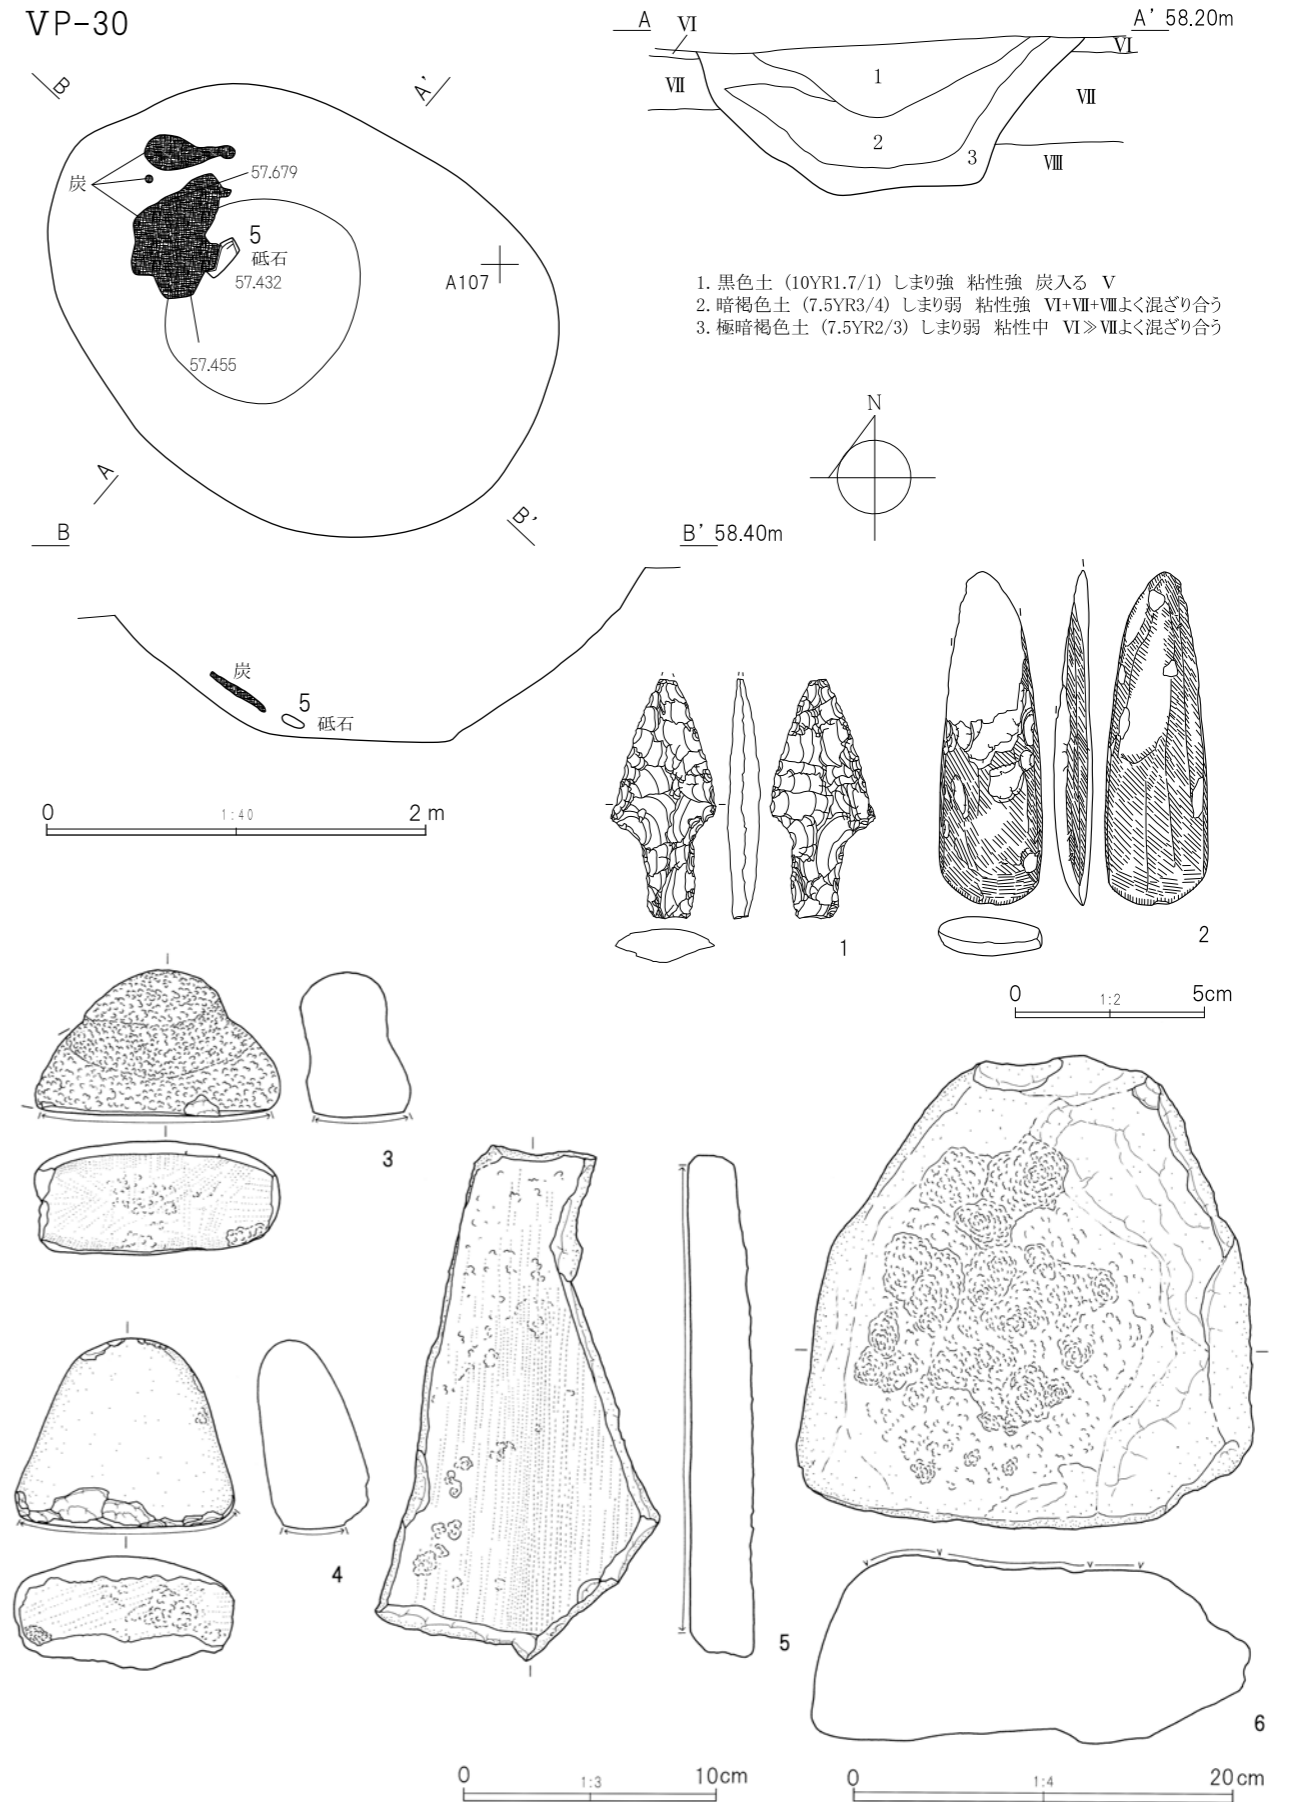 VP-30
A VI A' 58.20m
VI
VII 1 VII
2 3 VIII
B A'
炭 57.679
5
砥石
57.432
A107
57.455
A B'
1. 黒色土 (10YR1.7/1) しまり強 粘性強 炭入る Ⅴ
2. 暗褐色土 (7.5YR3/4) しまり弱 粘性強 Ⅵ+Ⅶ+Ⅷよく混ざり合う
3. 極暗褐色土 (7.5YR2/3) しまり弱 粘性中 Ⅵ≫Ⅶよく混ざり合う
N
B B' 58.40m
炭
5
砥石
0 1:40 2m
1
2
0 1:2 5cm
3
4
5
6
0 1:3 10cm
0 1:4 20cm